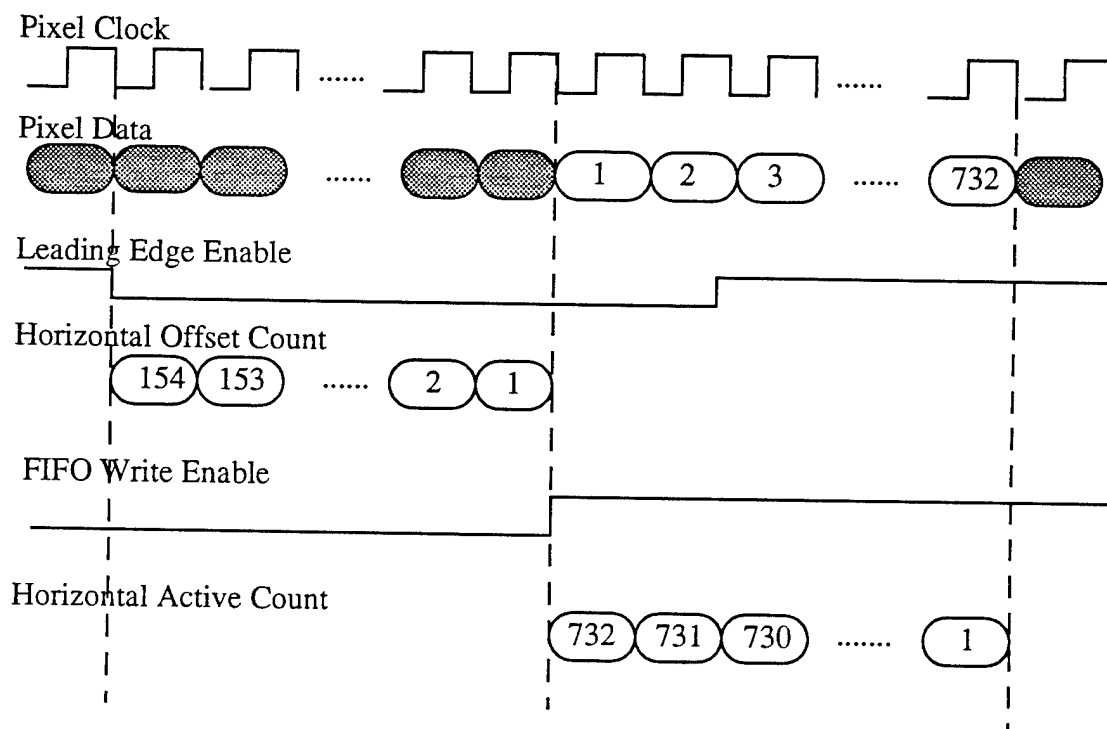 Pixel Clock
...... ......
Pixel Data
...... 1 2 3 ...... 732
Leading Edge Enable
Horizontal Offset Count
154 153 ...... 2 1
FIFO Write Enable
Horizontal Active Count
732 731 730 ....... 1